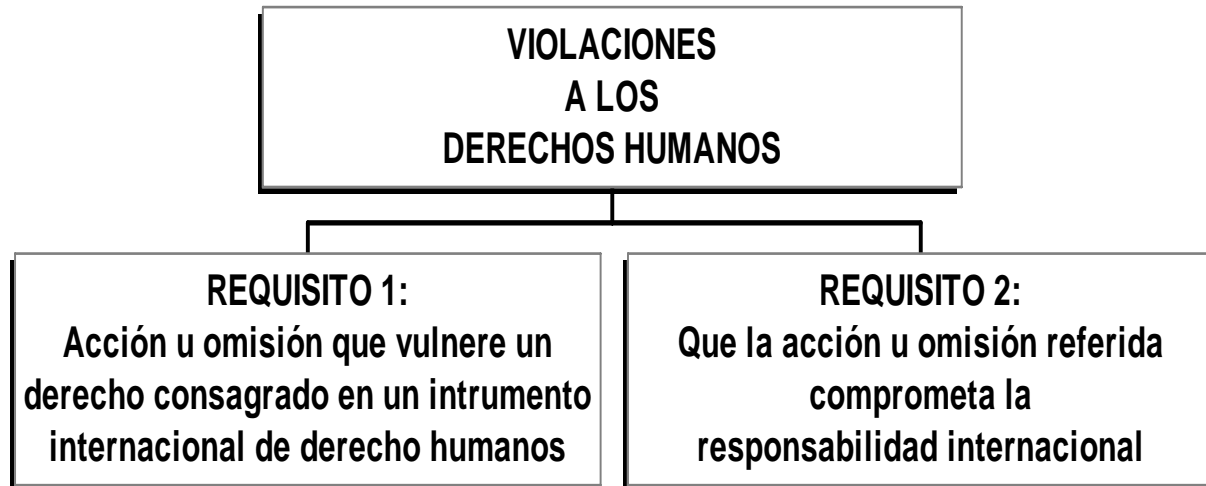 VIOLACIONES
A LOS
DERECHOS HUMANOS
REQUISITO 1:
Acción u omisión que vulnere un
derecho consagrado en un intrumento
internacional de derecho humanos
REQUISITO 2:
Que la acción u omisión referida
comprometa la
responsabilidad internacional